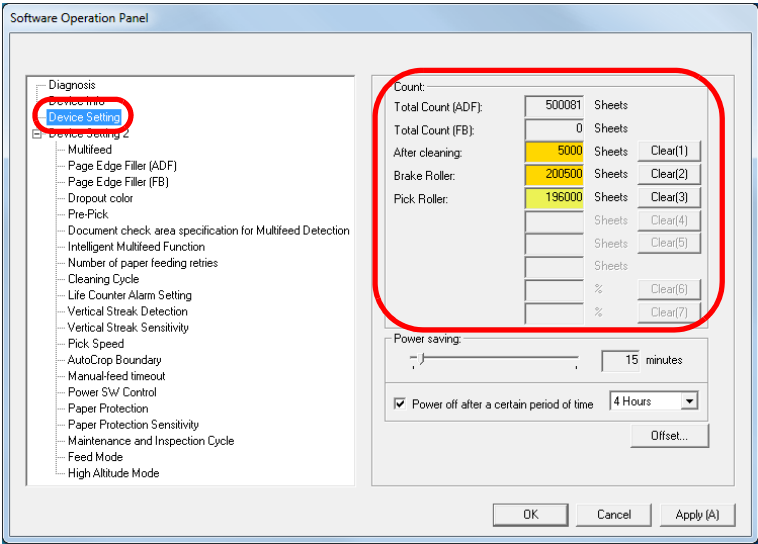 Software Operation Panel
Diagnosis
Device Info
Device Setting
Device Setting 2
Multifeed
Page Edge Filler (ADF)
Page Edge Filler (FB)
Dropout color
Pre-Pick
Document check area specification for Multifeed Detection
Intelligent Multifeed Function
Number of paper feeding retries
Cleaning Cycle
Life Counter Alarm Setting
Vertical Streak Detection
Vertical Streak Sensitivity
Pick Speed
AutoCrop Boundary
Manual-feed timeout
Power SW Control
Paper Protection
Paper Protection Sensitivity
Maintenance and Inspection Cycle
Feed Mode
High Altitude Mode
Count:
Total Count (ADF): 500081 Sheets
Total Count (FB): 0 Sheets
After cleaning: 5000 Sheets Clear(1)
Brake Roller: 200500 Sheets Clear(2)
Pick Roller: 196000 Sheets Clear(3)
Sheets Clear(4)
Sheets Clear(5)
Sheets
% Clear(6)
% Clear(7)
Power saving:
15 minutes
Power off after a certain period of time 4 Hours
Offset...
OK Cancel Apply (A)